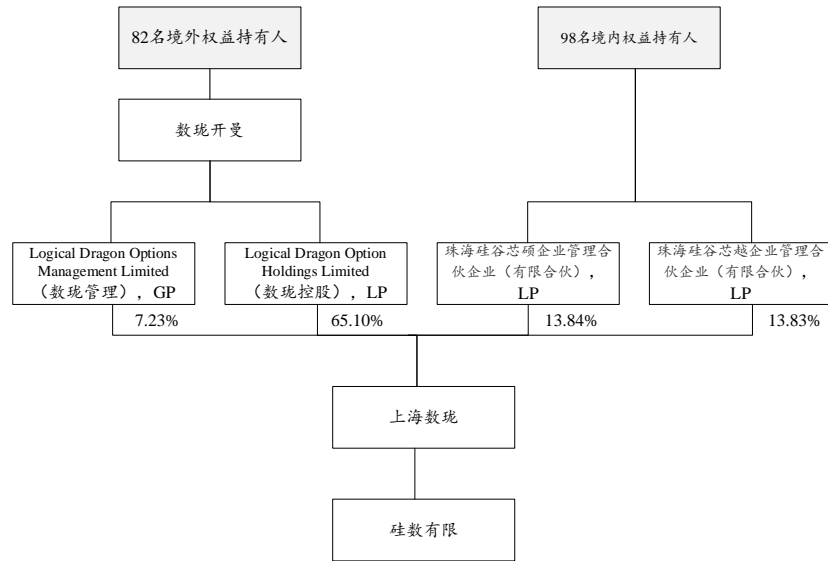 82名境外权益持有人
98名境内权益持有人
数珑开曼
Logical Dragon Options
Management Limited
（数珑管理）, GP
Logical Dragon Option
Holdings Limited
（数珑控股）, LP
珠海硅谷芯硕企业管理合
伙企业（有限合伙）,
LP
珠海硅谷芯越企业管理合
伙企业（有限合伙）,
LP
7.23%
65.10%
13.84%
13.83%
上海数珑
硅数有限